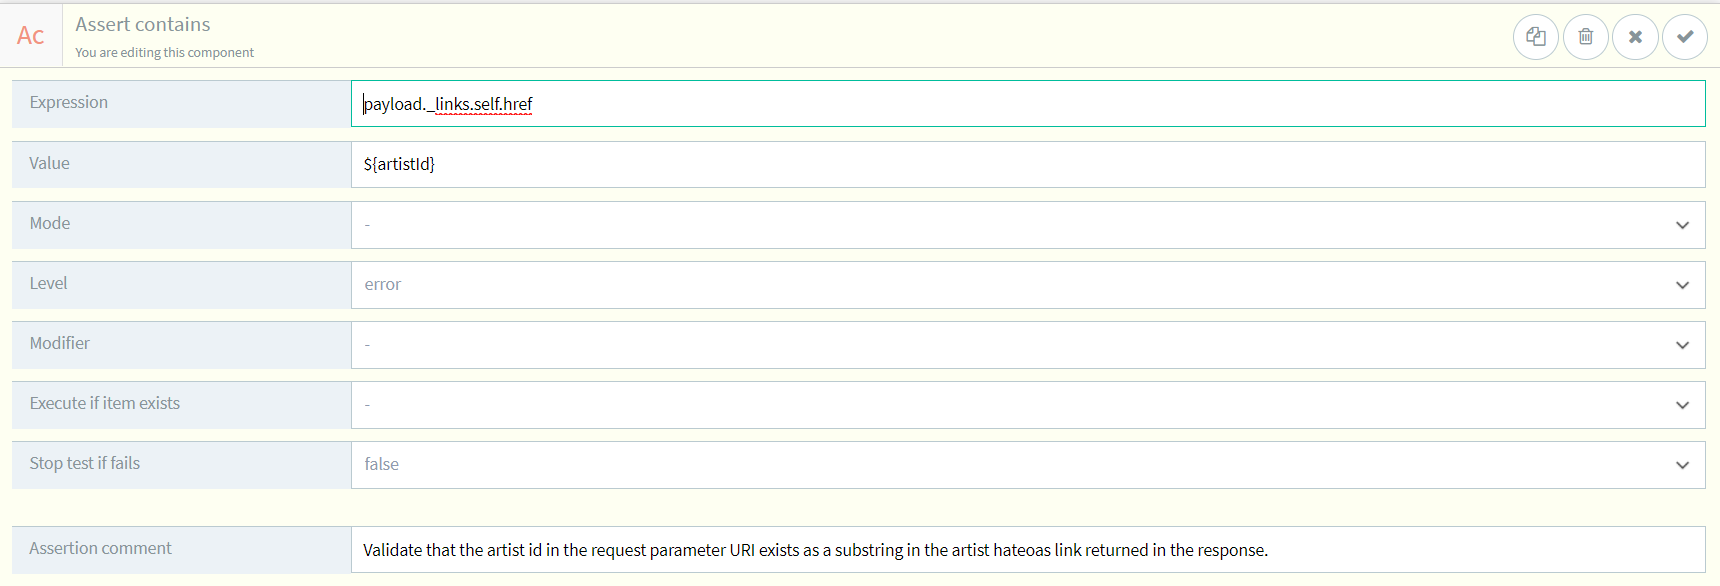 Ac
Assert contains
You are editing this component
Expression
payload._links.self.href
Value
${artistId}
Mode
-
Level
error
Modifier
-
Execute if item exists
-
Stop test if fails
false
Assertion comment
Validate that the artist id in the request parameter URI exists as a substring in the artist hateoas link returned in the response.